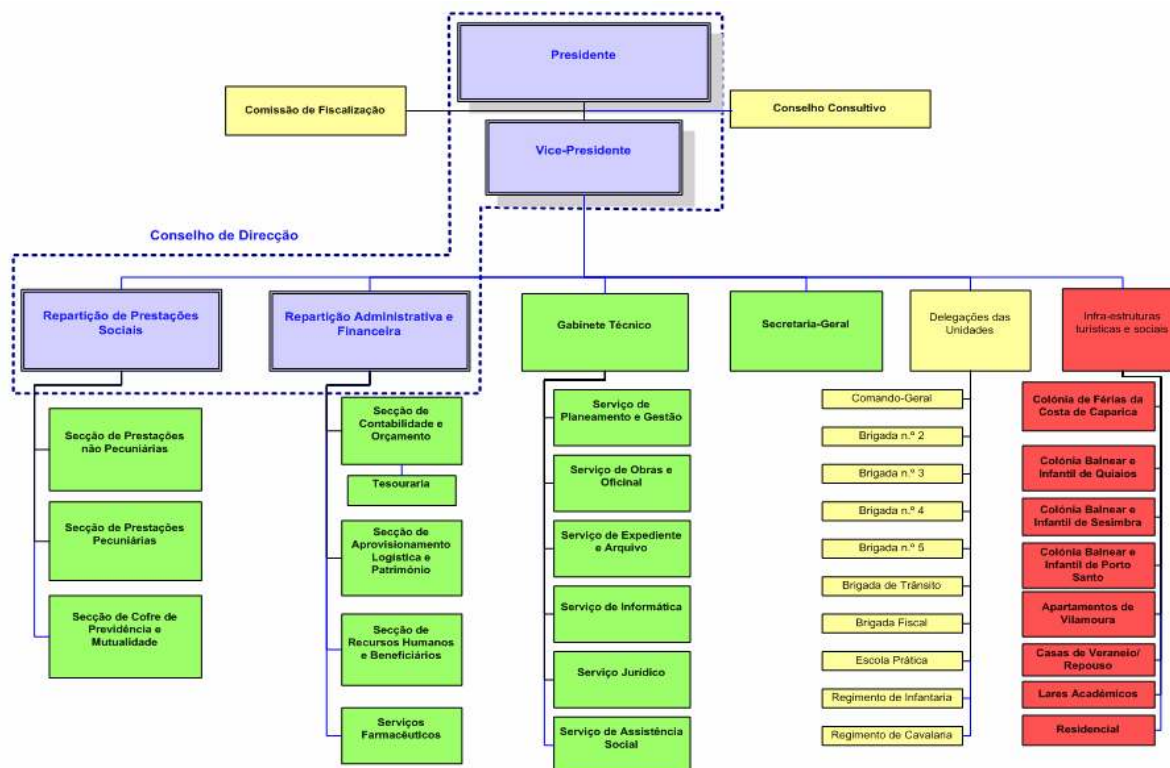 Presidente
Comissão de Fiscalização
Conselho Consultivo
Vice-Presidente
Conselho de Direcção
Repartição de Prestações
Sociais
Repartição Administrativa e
Financeira
Gabinete Técnico
Secretaria-Geral
Delegações das
Unidades
Infra-estruturas
turísticas e sociais
Secção de Prestações
não Pecuniárias
Secção de Prestações
Pecuniárias
Secção de Cofre de
Previdência e
Mutualidade
Secção de
Contabilidade e
Orçamento
Tesouraria
Secção de
Aprovisionamento
Logística e
Património
Secção de
Recursos Humanos
e Beneficiários
Serviços
Farmacêuticos
Serviço de
Planeamento e Gestão
Serviço de Obras e
Oficinal
Serviço de Expediente
e Arquivo
Serviço de Informática
Serviço Jurídico
Serviço de Assistência
Social
Comando-Geral
Brigada n.º 2
Brigada n.º 3
Brigada n.º 4
Brigada n.º 5
Brigada de Trânsito
Brigada Fiscal
Escola Prática
Regimento de Infantaria
Regimento de Cavalaria
Colónia de Férias da
Costa de Caparica
Colónia Balnear e
Infantil de Quiaios
Colónia Balnear e
Infantil de Sesimbra
Colónia Balnear e
Infantil de Porto
Santo
Apartamentos de
Vilamoura
Casas de Veraneio/
Repouso
Lares Académicos
Residencial